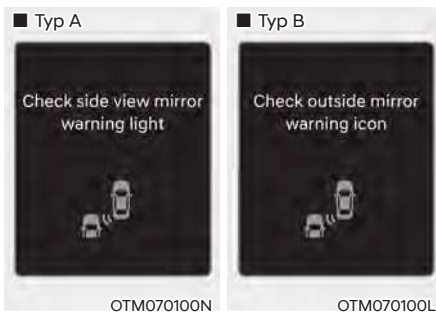 ■ Typ A
Check side view mirror
warning light
OTM070100N
■ Typ B
Check outside mirror
warning icon
OTM070100L